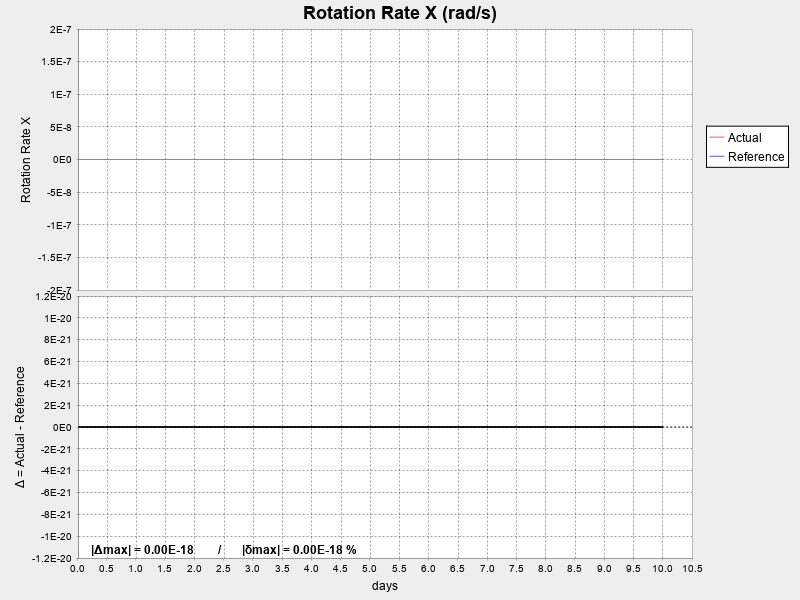 Rotation Rate X (rad/s)
2E-7
1.5E-7
1E-7
5E-8
0E0
-5E-8
-1E-7
-1.5E-7
-2E-7
Rotation Rate X
Actual
Reference
1.2E-20
1E-20
8E-21
6E-21
4E-21
2E-21
0E0
-2E-21
-4E-21
-6E-21
-8E-21
-1E-20
-1.2E-20
Δ = Actual - Reference
|Δmax| = 0.00E-18 / |δmax| = 0.00E-18 %
0.0 0.5 1.0 1.5 2.0 2.5 3.0 3.5 4.0 4.5 5.0 5.5 6.0 6.5 7.0 7.5 8.0 8.5 9.0 9.5 10.0 10.5
days